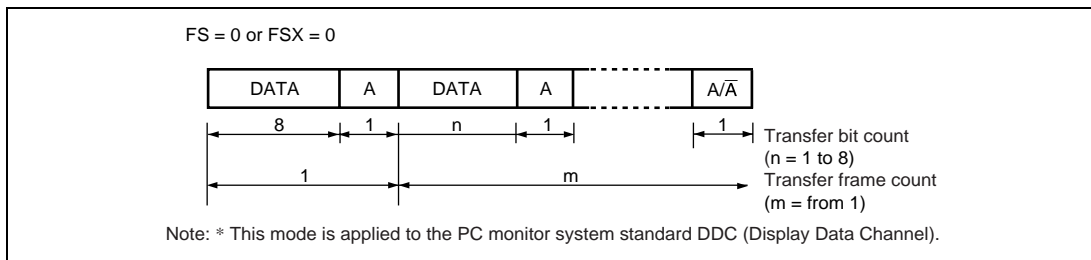 FS = 0 or FSX = 0
DATA A DATA A A/A̅
8 1 n 1 1
Transfer bit count
(n = 1 to 8)
1 m
Transfer frame count
(m = from 1)
Note: * This mode is applied to the PC monitor system standard DDC (Display Data Channel).